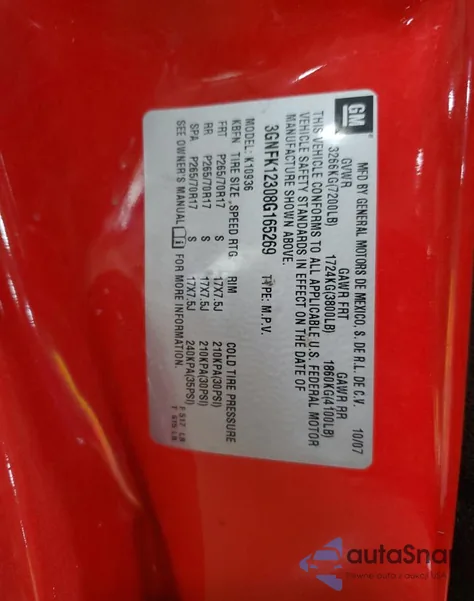 GM®
MFD BY GENERAL MOTORS DE MEXICO, S. DE R.L. DE C.V. 10/07
GVWR GAWR FRT GAWR RR
3266KG(7200LB) 1724KG(3800LB) 1860KG(4100LB)
THIS VEHICLE CONFORMS TO ALL APPLICABLE U.S. FEDERAL MOTOR
VEHICLE SAFETY STANDARDS IN EFFECT ON THE DATE OF
MANUFACTURE SHOWN ABOVE.
3GNFK12308G165269 TYPE: M.P.V.
MODEL: K10936
KBFN TIRE SIZE SPEED RTG RIM COLD TIRE PRESSURE
FRT P265/70R17 S 17X7.5J 210KPA(30PSI)
RR P265/70R17 S 17X7.5J 210KPA(30PSI)
SPA P265/70R17 S 17X7.5J 240KPA(35PSI)
SEE OWNER'S MANUAL i FOR MORE INFORMATION.
autaSna